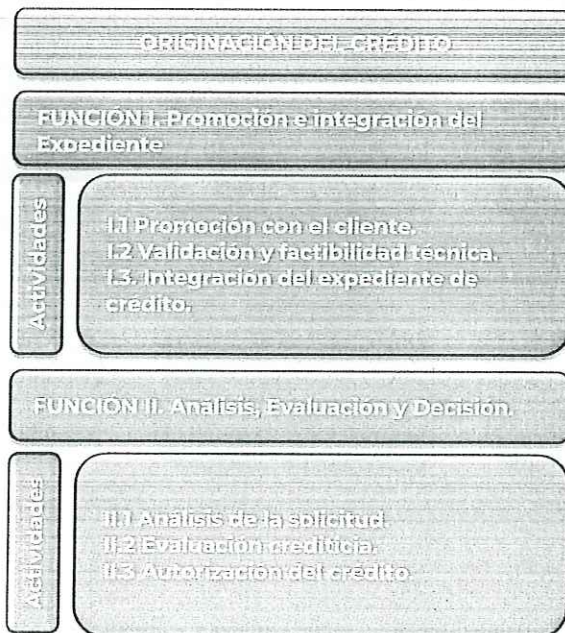 ORIGINACIÓN DEL CRÉDITO
FUNCIÓN I. Promoción e integración del
Expediente
Actividades
I.1 Promoción con el cliente.
I.2 Validación y factibilidad técnica.
I.3. Integración del expediente de
crédito.
FUNCIÓN II. Análisis, Evaluación y Decisión.
Actividades
II.1 Análisis de la solicitud
II.2 Evaluación crediticia.
II.3 Autorización del crédito